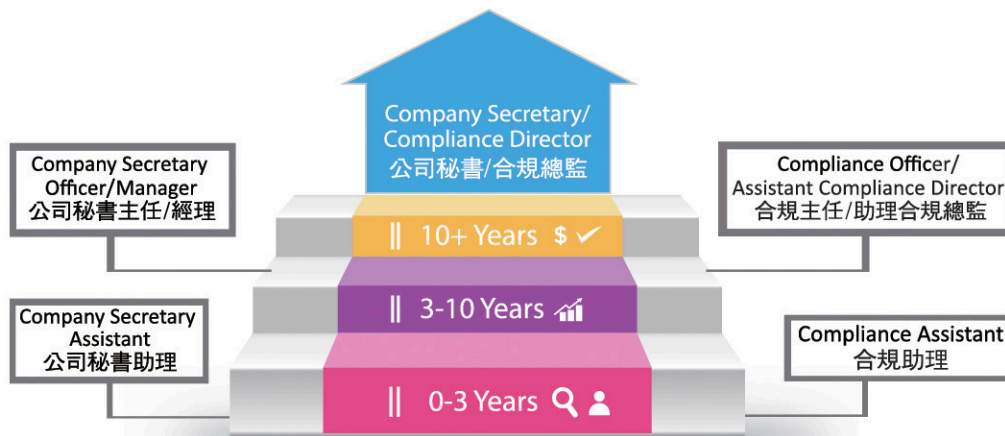 Company Secretary/
Compliance Director
公司秘書/合規總監
Company Secretary
Officer/Manager
公司秘書主任/經理
Compliance Officer/
Assistant Compliance Director
合規主任/助理合規總監
10+ Years $
3-10 Years
Company Secretary
Assistant
公司秘書助理
Compliance Assistant
合規助理
0-3 Years